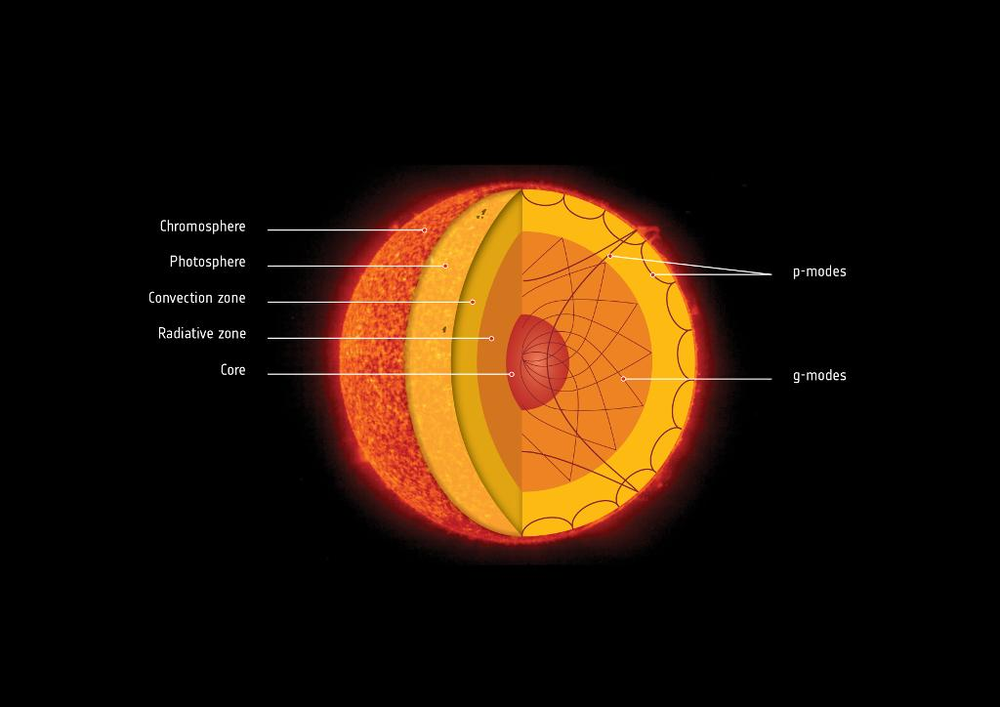 Chromosphere
Photosphere
Convection zone
Radiative zone
Core
p-modes
g-modes